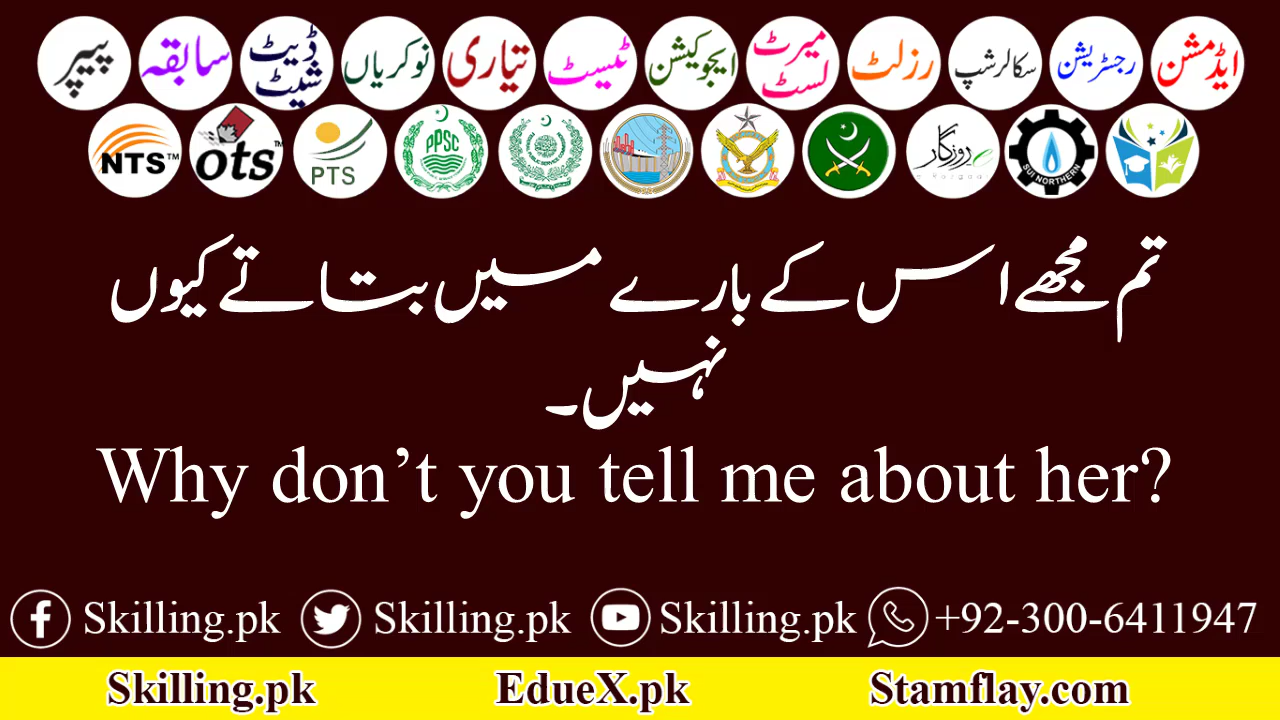 ایڈمشن رجسٹریشن سکالرشپ رزلٹ میرٹ لسٹ ایجوکیشن ٹیسٹ تیاری نوکریاں ڈیٹ شیٹ سابقہ پیپر
NTS™ OTS™ PTS PPSC روزگار SUI NORTHERN
تم مجھے اس کے بارے میں بتاتے کیوں
نہیں۔
Why don’t you tell me about her?
Skilling.pk Skilling.pk Skilling.pk +92-300-6411947
Skilling.pk EdueX.pk Stamflay.com